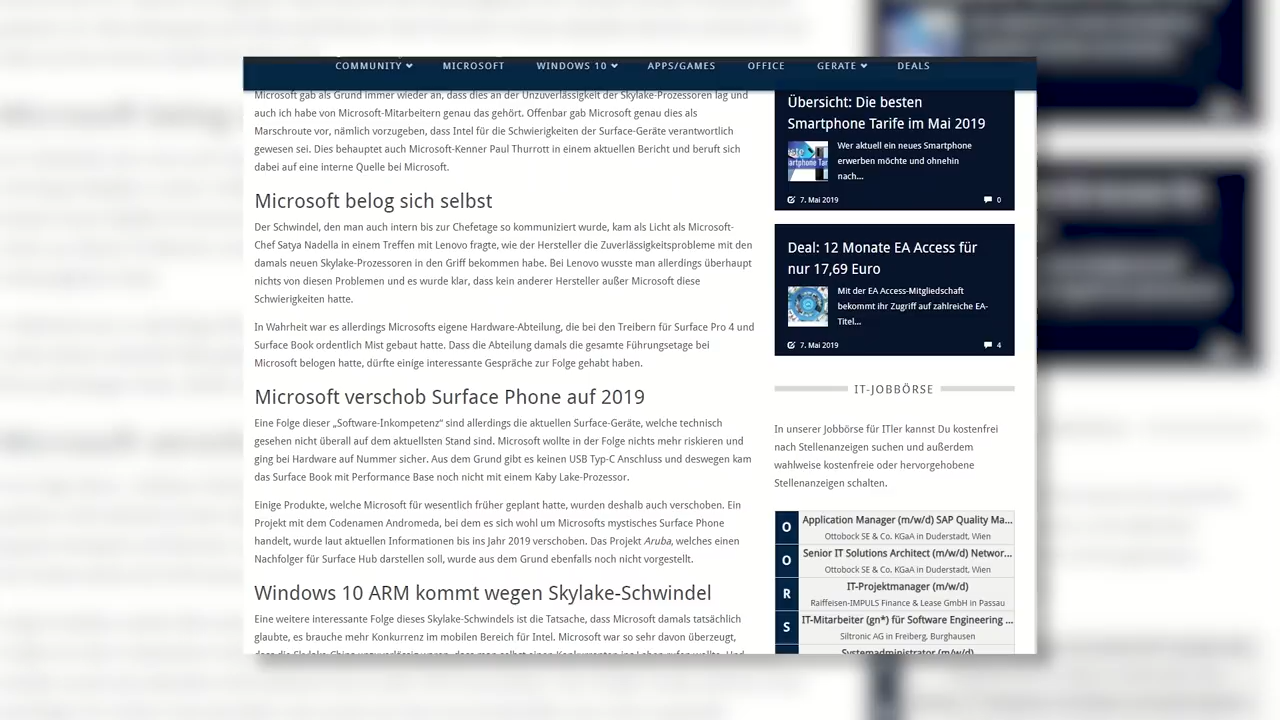 COMMUNITY MICROSOFT WINDOWS 10 APPS/GAMES OFFICE GERÄTE DEALS
Microsoft gab als Grund immer wieder an, dass dies an der Unzuverlässigkeit der Skylake-Prozessoren lag und
auch ich habe von Microsoft-Mitarbeitern genau das gehört. Offenbar gab Microsoft genau dies als
Marschroute vor, nämlich vorzugeben, dass Intel für die Schwierigkeiten der Surface-Geräte verantwortlich
gewesen sei. Dies behauptet auch Microsoft-Kenner Paul Thurrott in einem aktuellen Bericht und beruft sich
dabei auf eine interne Quelle bei Microsoft.
Microsoft belog sich selbst
Der Schwindel, den man auch intern bis zur Chefetage so kommuniziert wurde, kam als Licht als Microsoft-
Chef Satya Nadella in einem Treffen mit Lenovo fragte, wie der Hersteller die Zuverlässigkeitsprobleme mit den
damals neuen Skylake-Prozessoren in den Griff bekommen habe. Bei Lenovo wusste man allerdings überhaupt
nichts von diesen Problemen und es wurde klar, dass kein anderer Hersteller außer Microsoft diese
Schwierigkeiten hatte.
In Wahrheit war es allerdings Microsofts eigene Hardware-Abteilung, die bei den Treibern für Surface Pro 4 und
Surface Book ordentlich Mist gebaut hatte. Dass die Abteilung damals die gesamte Führungsetage bei
Microsoft belogen hatte, dürfte einige interessante Gespräche zur Folge gehabt haben.
Microsoft verschob Surface Phone auf 2019
Eine Folge dieser „Software-Inkompetenz“ sind allerdings die aktuellen Surface-Geräte, welche technisch
gesehen nicht überall auf dem aktuellsten Stand sind. Microsoft wollte in der Folge nichts mehr riskieren und
ging bei Hardware auf Nummer sicher. Aus dem Grund gibt es keinen USB Typ-C Anschluss und deswegen kam
das Surface Book mit Performance Base noch nicht mit einem Kaby Lake-Prozessor.
Einige Produkte, welche Microsoft für wesentlich früher geplant hatte, wurden deshalb auch verschoben. Ein
Projekt mit dem Codenamen Andromeda, bei dem es sich wohl um Microsofts mystisches Surface Phone
handelt, wurde laut aktuellen Informationen bis ins Jahr 2019 verschoben. Das Projekt Aruba, welches einen
Nachfolger für Surface Hub darstellen soll, wurde aus dem Grund ebenfalls noch nicht vorgestellt.
Windows 10 ARM kommt wegen Skylake-Schwindel
Eine weitere interessante Folge dieses Skylake-Schwindels ist die Tatsache, dass Microsoft damals tatsächlich
glaubte, es brauche mehr Konkurrenz im mobilen Bereich für Intel. Microsoft war so sehr davon überzeugt,
Übersicht: Die besten
Smartphone Tarife im Mai 2019
Wer aktuell ein neues Smartphone
erwerben möchte und ohnehin
nach...
7. Mai 2019 0
Deal: 12 Monate EA Access für
nur 17,69 Euro
Mit der EA Access-Mitgliedschaft
bekommt ihr Zugriff auf zahlreiche EA-
Titel...
7. Mai 2019 4
IT-JOBBÖRSE
In unserer Jobbörse für ITler kannst Du kostenfrei
nach Stellenanzeigen suchen und außerdem
wahlweise kostenfreie oder hervorgehobene
Stellenanzeigen schalten.
O Application Manager (m/w/d) SAP Quality Ma...
Ottobock SE & Co. KGaA in Duderstadt, Wien
O Senior IT Solutions Architect (m/w/d) Networ...
Ottobock SE & Co. KGaA in Duderstadt, Wien
R IT-Projektmanager (m/w/d)
Raiffeisen-IMPULS Finance & Lease GmbH in Passau
S IT-Mitarbeiter (gn*) für Software Engineering ...
Siltronic AG in Freiberg, Burghausen
Systemadministrator (m/w/d)